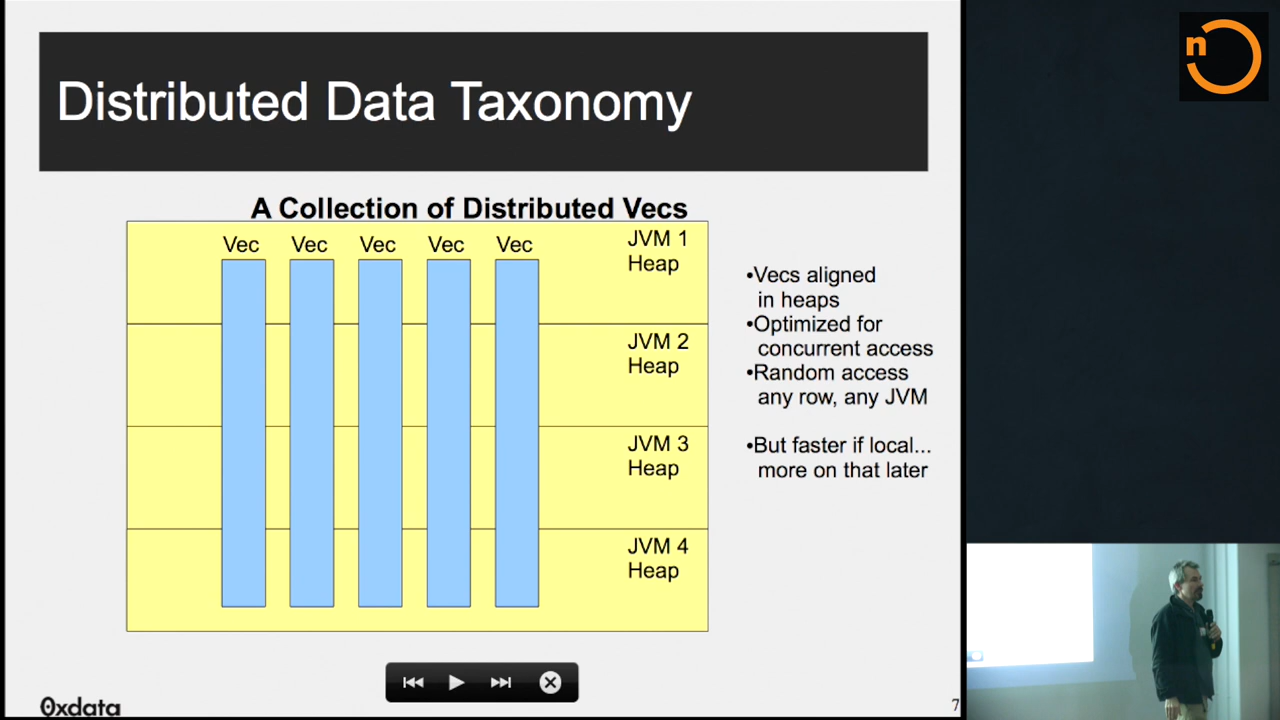 n
Distributed Data Taxonomy
A Collection of Distributed Vecs
Vec Vec Vec Vec Vec
JVM 1
Heap
JVM 2
Heap
JVM 3
Heap
JVM 4
Heap
•Vecs aligned
in heaps
•Optimized for
concurrent access
•Random access
any row, any JVM
•But faster if local...
more on that later
0xdata
7